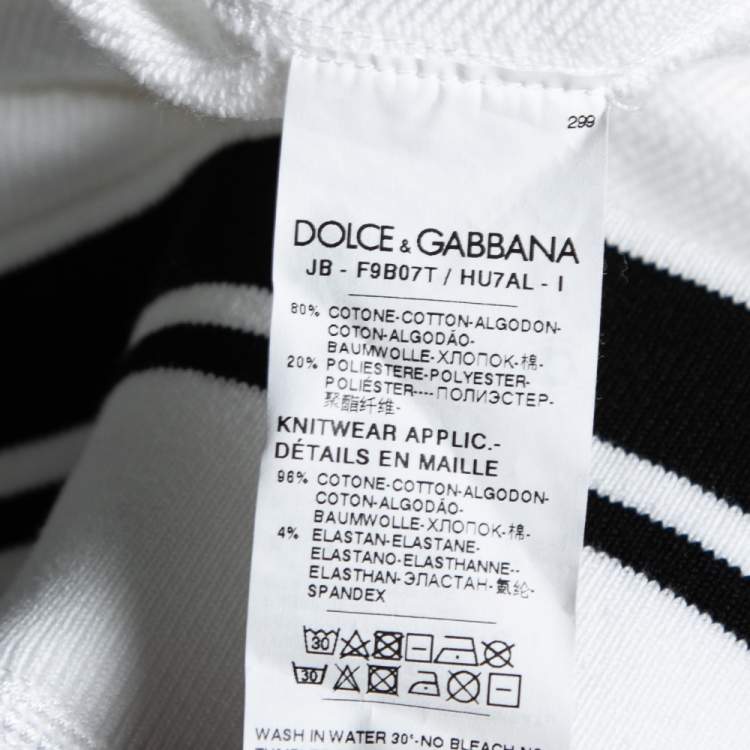 299
DOLCE & GABBANA
JB - F9B07T / HU7AL - I
80% COTONE-COTTON-ALGODON-
COTON-ALGODÃO-
BAUMWOLLE-ХЛОПОК-棉-
20% POLIESTERE-POLYESTER-
POLIÉSTER----ПОЛИЭСТЕР-
聚酯纤维-
KNITWEAR APPLIC.-
DÉTAILS EN MAILLE
96% COTONE-COTTON-ALGODON-
COTON-ALGODÃO-
BAUMWOLLE-ХЛОПОК-棉-
4% ELASTAN-ELASTANE-
ELASTANO-ELASTHANNE--
ELASTHAN-ЭЛАСТАН-氨纶-
SPANDEX
30
30
WASH IN WATER 30°-NO BLEACH-NO